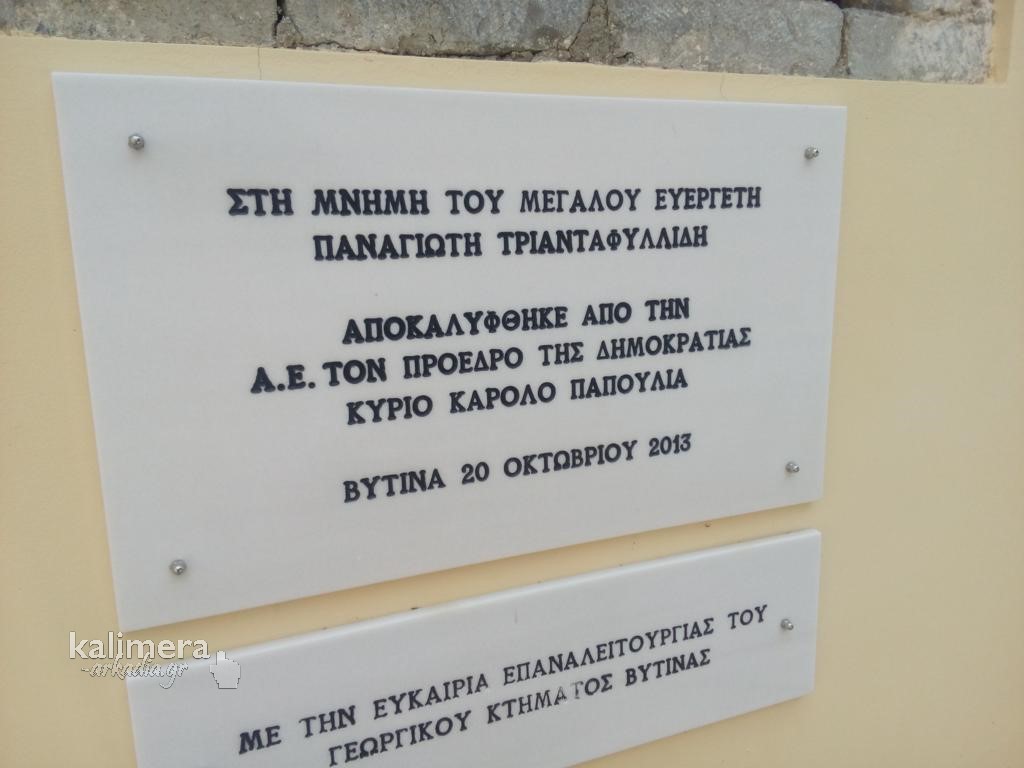 ΣΤΗ ΜΝΗΜΗ ΤΟΥ ΜΕΓΑΛΟΥ ΕΥΕΡΓΕΤΗ
ΠΑΝΑΓΙΩΤΗ ΤΡΙΑΝΤΑΦΥΛΛΙΔΗ
ΑΠΟΚΑΛΥΦΘΗΚΕ ΑΠΟ ΤΗΝ
Α.Ε. ΤΟΝ ΠΡΟΕΔΡΟ ΤΗΣ ΔΗΜΟΚΡΑΤΙΑΣ
ΚΥΡΙΟ ΚΑΡΟΛΟ ΠΑΠΟΥΛΙΑ
ΒΥΤΙΝΑ 20 ΟΚΤΩΒΡΙΟΥ 2013
ΜΕ ΤΗΝ ΕΥΚΑΙΡΙΑ ΕΠΑΝΑΛΕΙΤΟΥΡΓΙΑΣ ΤΟΥ
ΓΕΩΡΓΙΚΟΥ ΚΤΗΜΑΤΟΣ ΒΥΤΙΝΑΣ
kalimera
-arkadia.gr